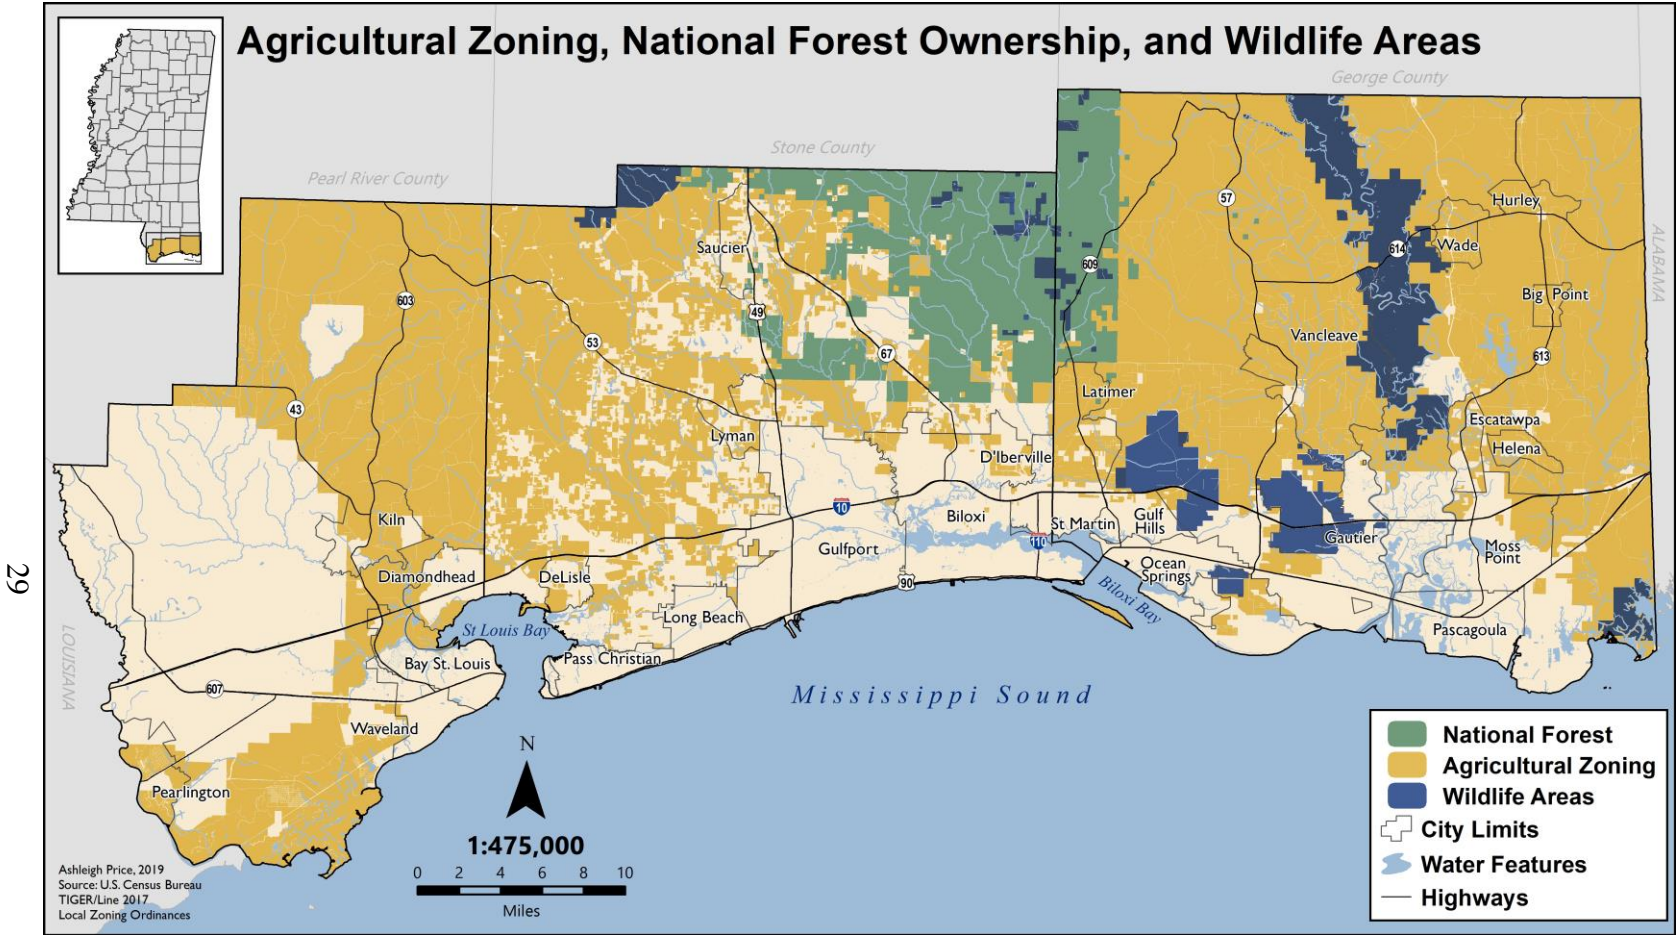 Agricultural Zoning, National Forest Ownership, and Wildlife Areas
George County
Stone County
Pearl River County
ALABAMA
LOUISIANA
57
Hurley
614
Wade
Saucier
609
603
49
Big Point
53
Vancleave
67
613
43
Latimer
Lyman
Escatawpa
D'Iberville
Helena
10
Kiln
Biloxi
St Martin
Gulf
Hills
Gulfport
110
Gautier
Moss
Point
Diamondhead
DeLisle
90
Ocean
Springs
Biloxi Bay
Long Beach
St Louis Bay
Pascagoula
Bay St. Louis
Pass Christian
607
Mississippi Sound
Waveland
Pearlington
N
1:475,000
0 2 4 6 8 10
Miles
National Forest
Agricultural Zoning
Wildlife Areas
City Limits
Water Features
Highways
Ashleigh Price, 2019
Source: U.S. Census Bureau
TIGER/Line 2017
Local Zoning Ordinances
29